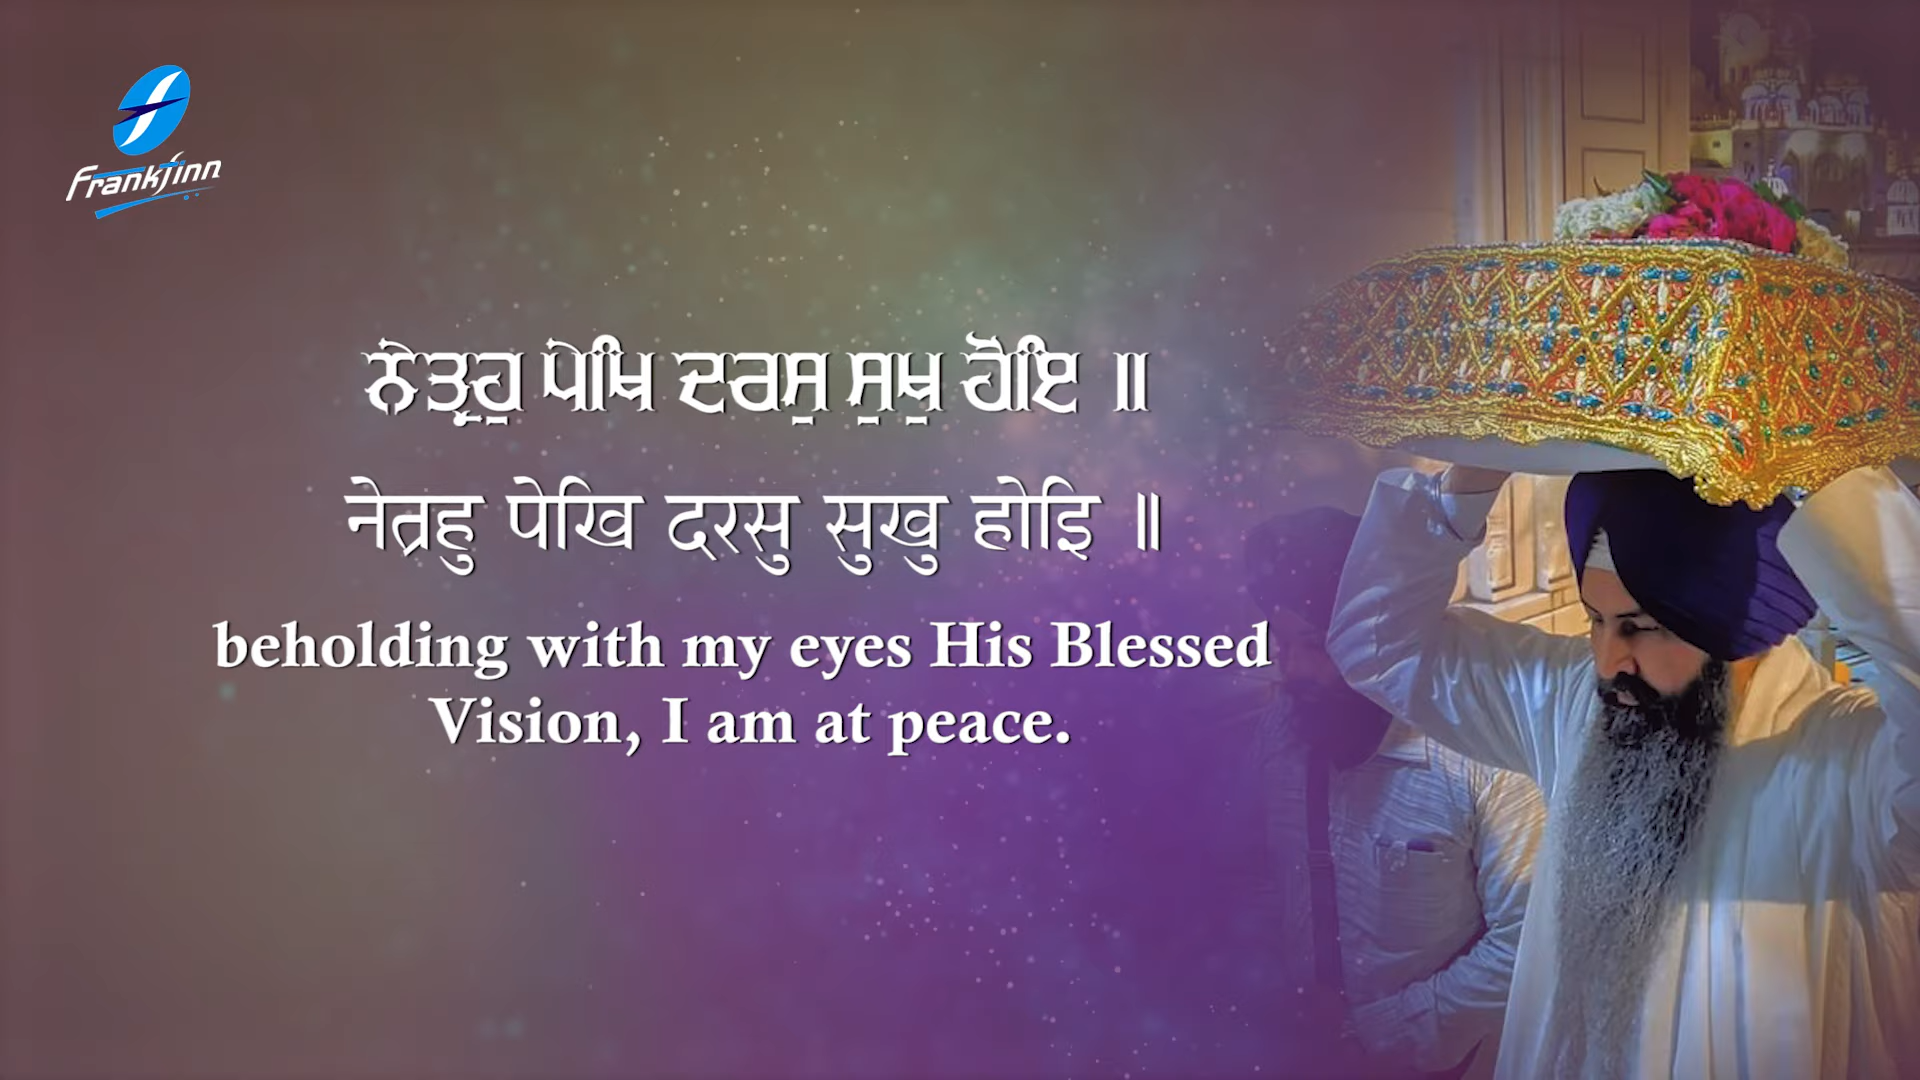 Frankfinn
ਨੇਤ੍ਰਹੁ ਪੇਖਿ ਦਰਸੁ ਸੁਖੁ ਹੋਇ ॥
नेत्रहु पेखि दरसु सुखु होइ ॥
beholding with my eyes His Blessed
Vision, I am at peace.